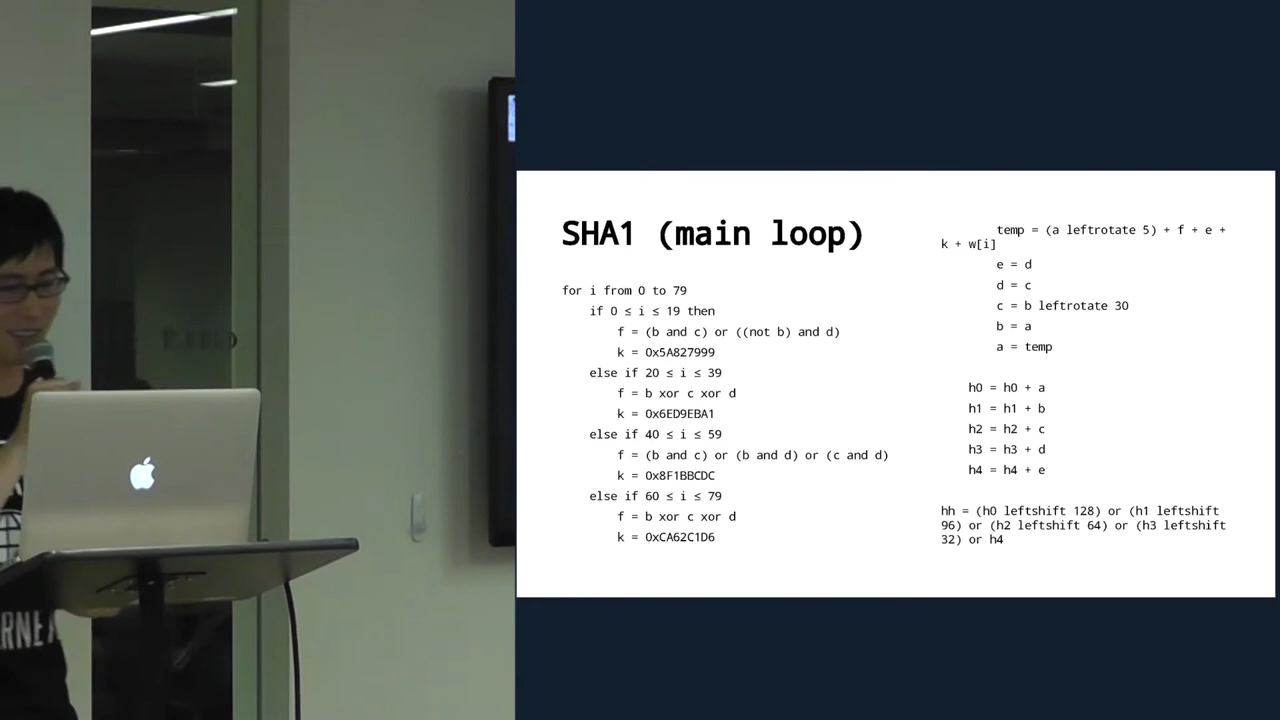 SHA1 (main loop)
for i from 0 to 79
if 0 ≤ i ≤ 19 then
f = (b and c) or ((not b) and d)
k = 0x5A827999
else if 20 ≤ i ≤ 39
f = b xor c xor d
k = 0x6ED9EBA1
else if 40 ≤ i ≤ 59
f = (b and c) or (b and d) or (c and d)
k = 0x8F1BBCDC
else if 60 ≤ i ≤ 79
f = b xor c xor d
k = 0xCA62C1D6
temp = (a leftrotate 5) + f + e +
k + w[i]
e = d
d = c
c = b leftrotate 30
b = a
a = temp
h0 = h0 + a
h1 = h1 + b
h2 = h2 + c
h3 = h3 + d
h4 = h4 + e
hh = (h0 leftshift 128) or (h1 leftshift
96) or (h2 leftshift 64) or (h3 leftshift
32) or h4